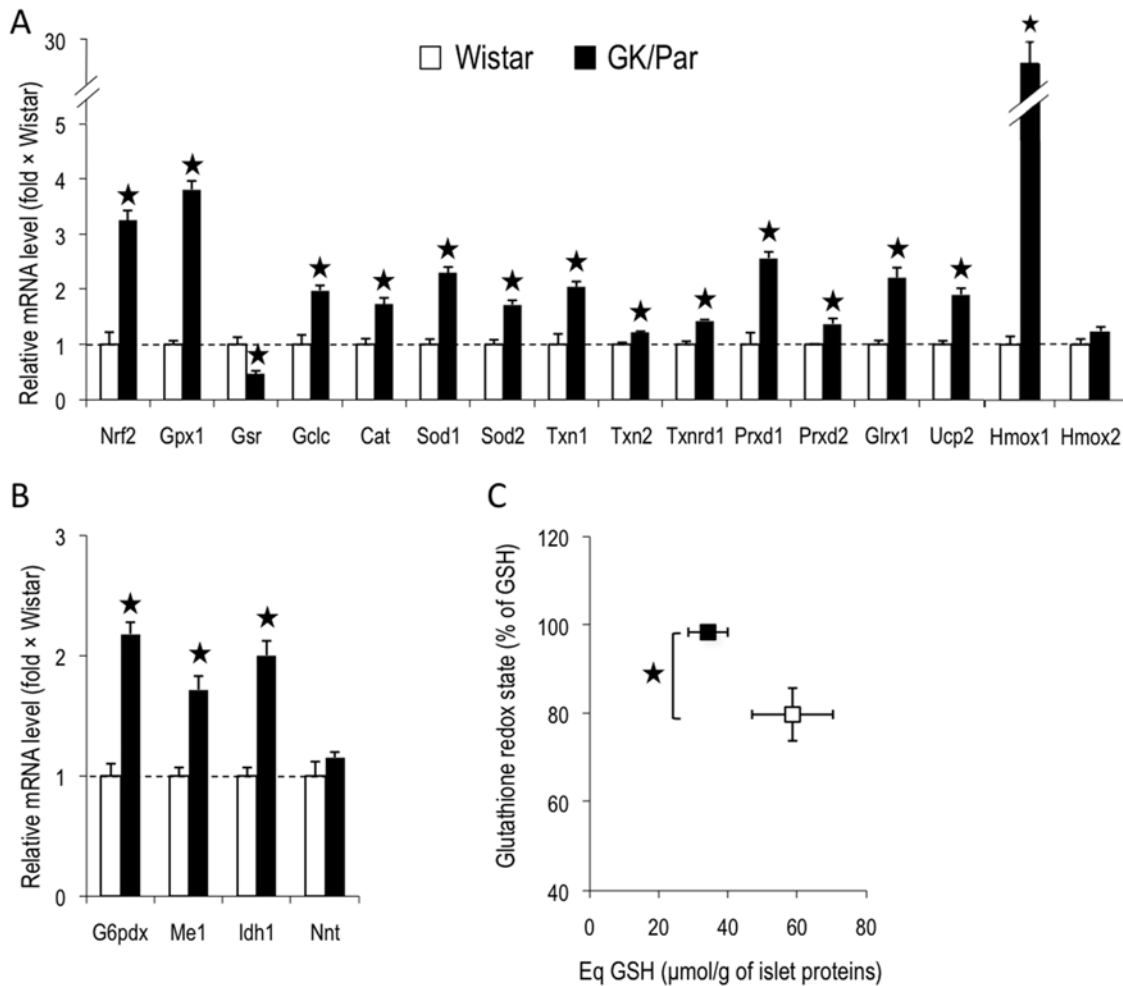 A
Relative mRNA level (fold × Wistar)
30
5
4
3
2
1
0
Wistar GK/Par
Nrf2 Gpx1 Gsr Gclc Cat Sod1 Sod2 Txn1 Txn2 Txnrd1 Prxd1 Prxd2 Glrx1 Ucp2 Hmox1 Hmox2
B
Relative mRNA level (fold × Wistar)
3
2
1
0
G6pdx Me1 Idh1 Nnt
C
Glutathione redox state (% of GSH)
120
100
80
60
40
0 20 40 60 80
Eq GSH (µmol/g of islet proteins)